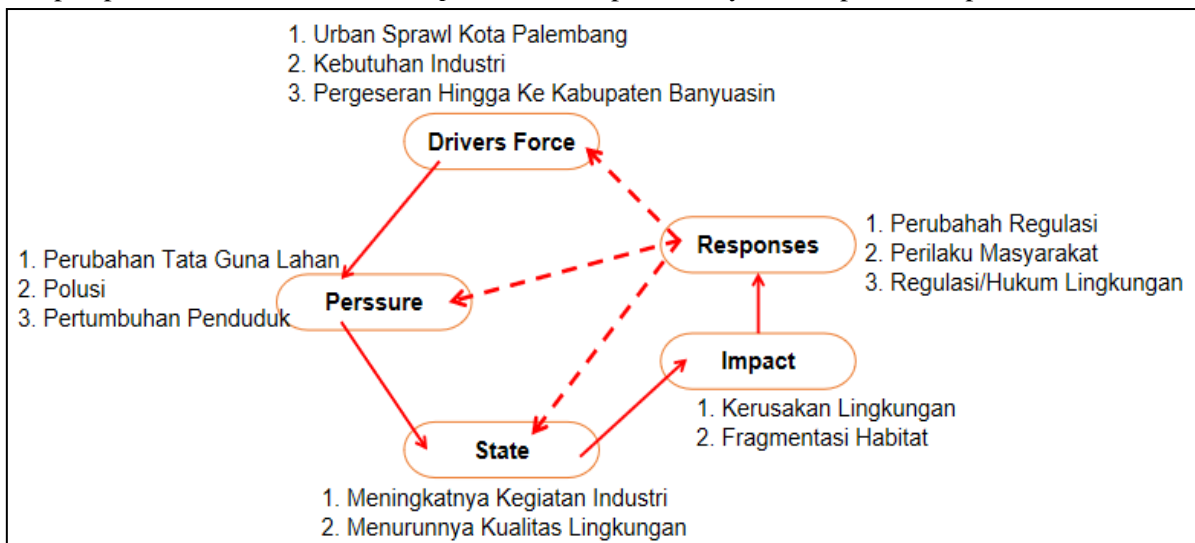 1. Urban Sprawl Kota Palembang
2. Kebutuhan Industri
3. Pergeseran Hingga Ke Kabupaten Banyuasin
Drivers Force
1. Perubahan Tata Guna Lahan
2. Polusi
3. Pertumbuhan Penduduk
Perssure
Responses
1. Perubahah Regulasi
2. Perilaku Masyarakat
3. Regulasi/Hukum Lingkungan
Impact
1. Kerusakan Lingkungan
2. Fragmentasi Habitat
State
1. Meningkatnya Kegiatan Industri
2. Menurunnya Kualitas Lingkungan